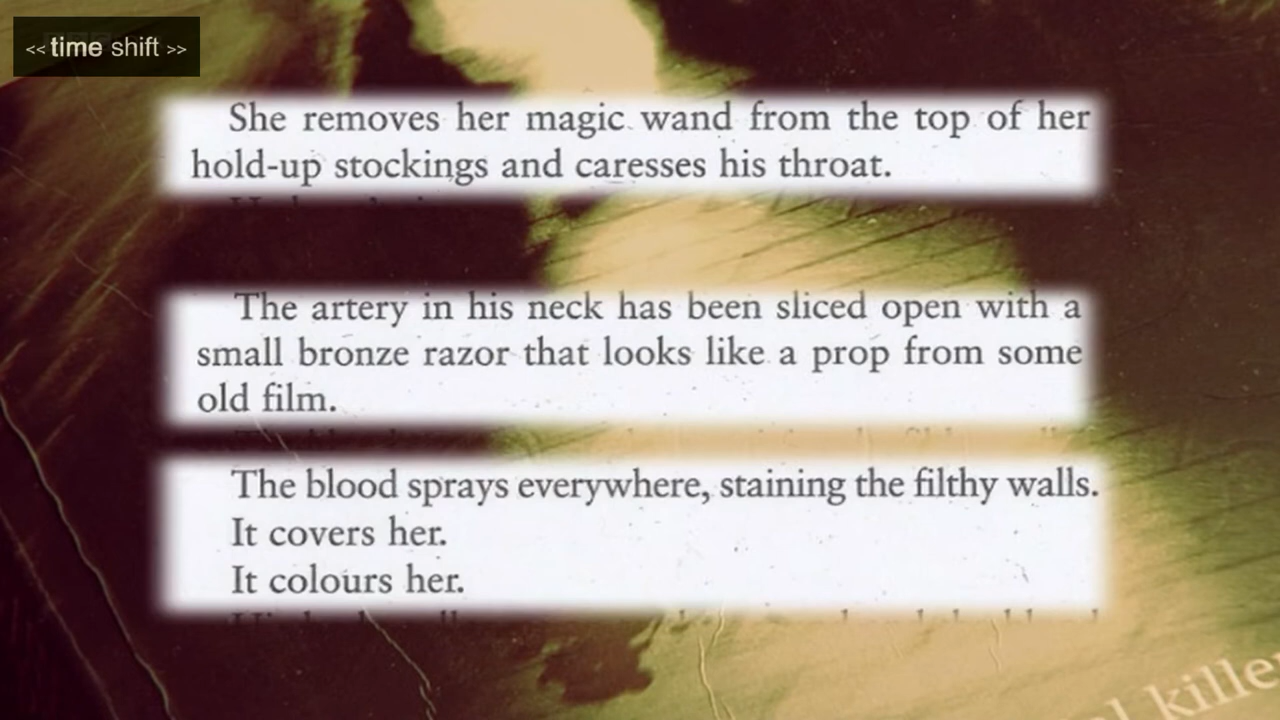 << time shift >>
She removes her magic wand from the top of her
hold-up stockings and caresses his throat.
The artery in his neck has been sliced open with a
small bronze razor that looks like a prop from some
old film.
The blood sprays everywhere, staining the filthy walls.
It covers her.
It colours her.
killer